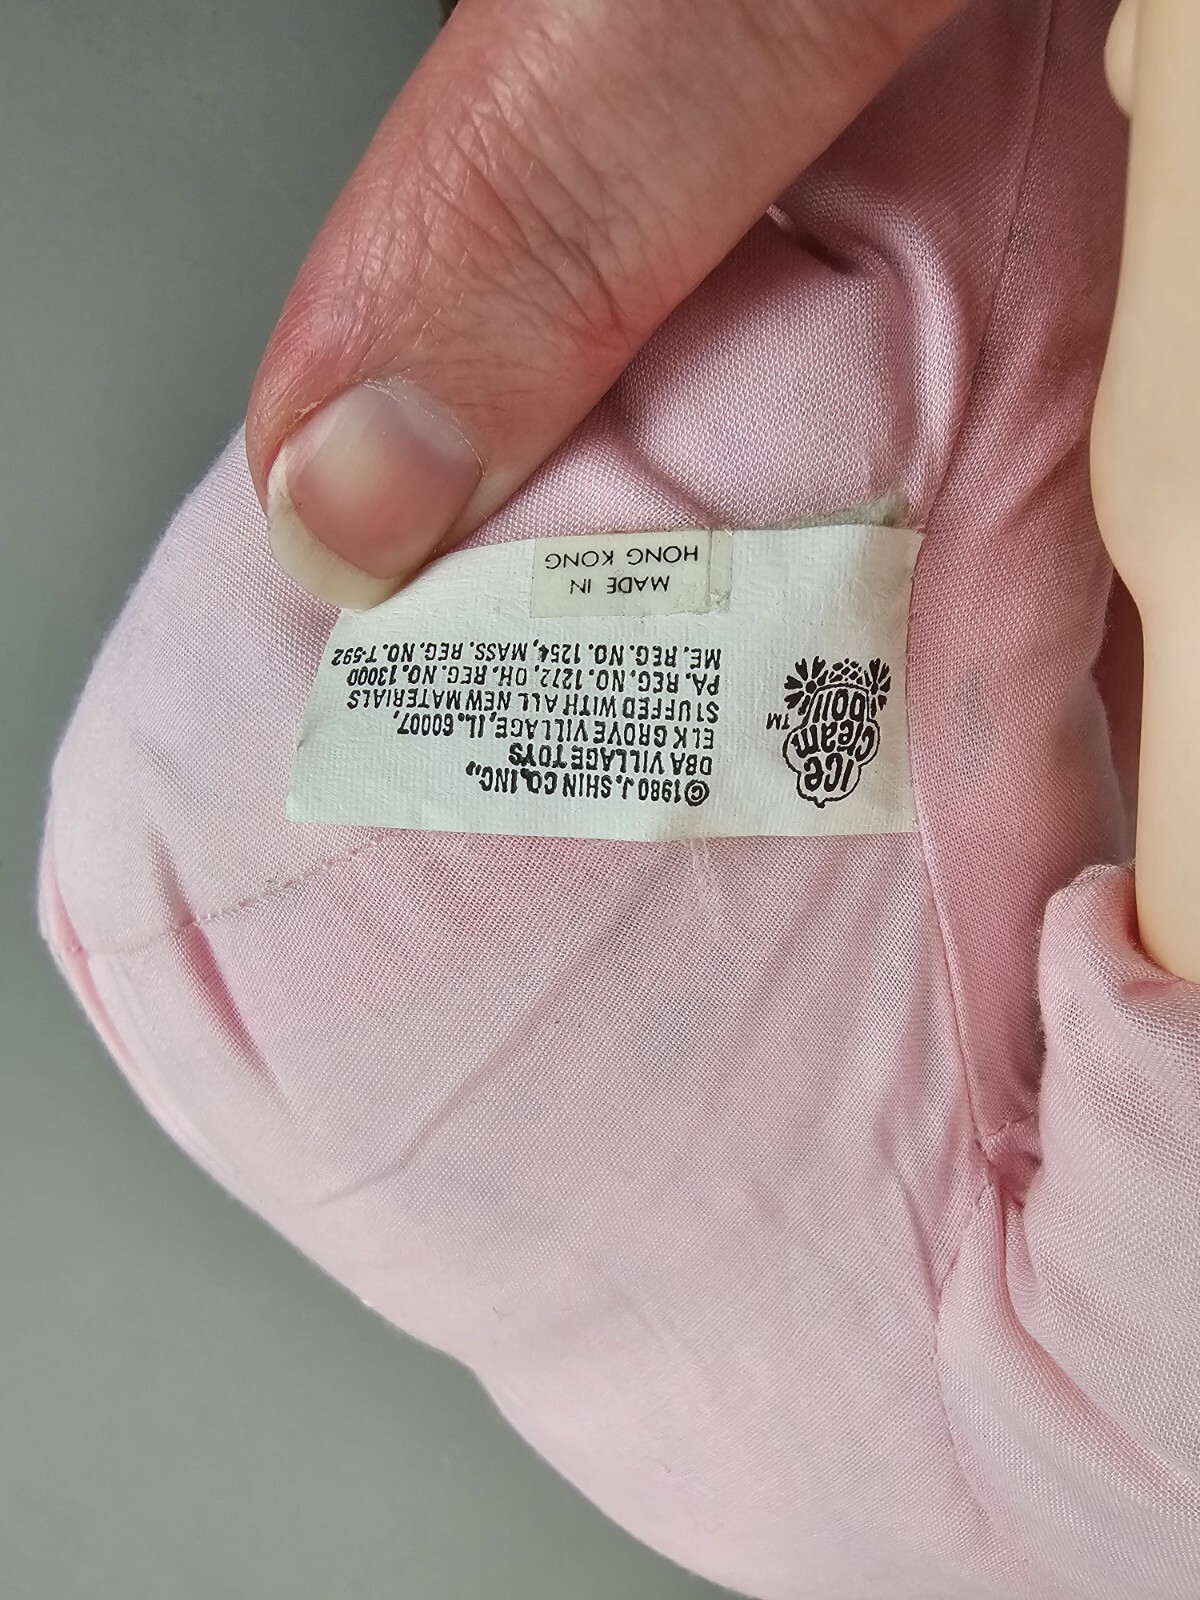 Ice
Cream
Doll
TM
©1980 J. SHIN CO., INC.,
DBA VILLAGE TOYS
ELK GROVE VILLAGE, IL. 60007,
STUFFED WITH ALL NEW MATERIALS
PA. REG. NO. 1272, OH. REG. NO. 13000
ME. REG. NO. 1254, MASS. REG. NO. T-592
MADE IN
HONG KONG